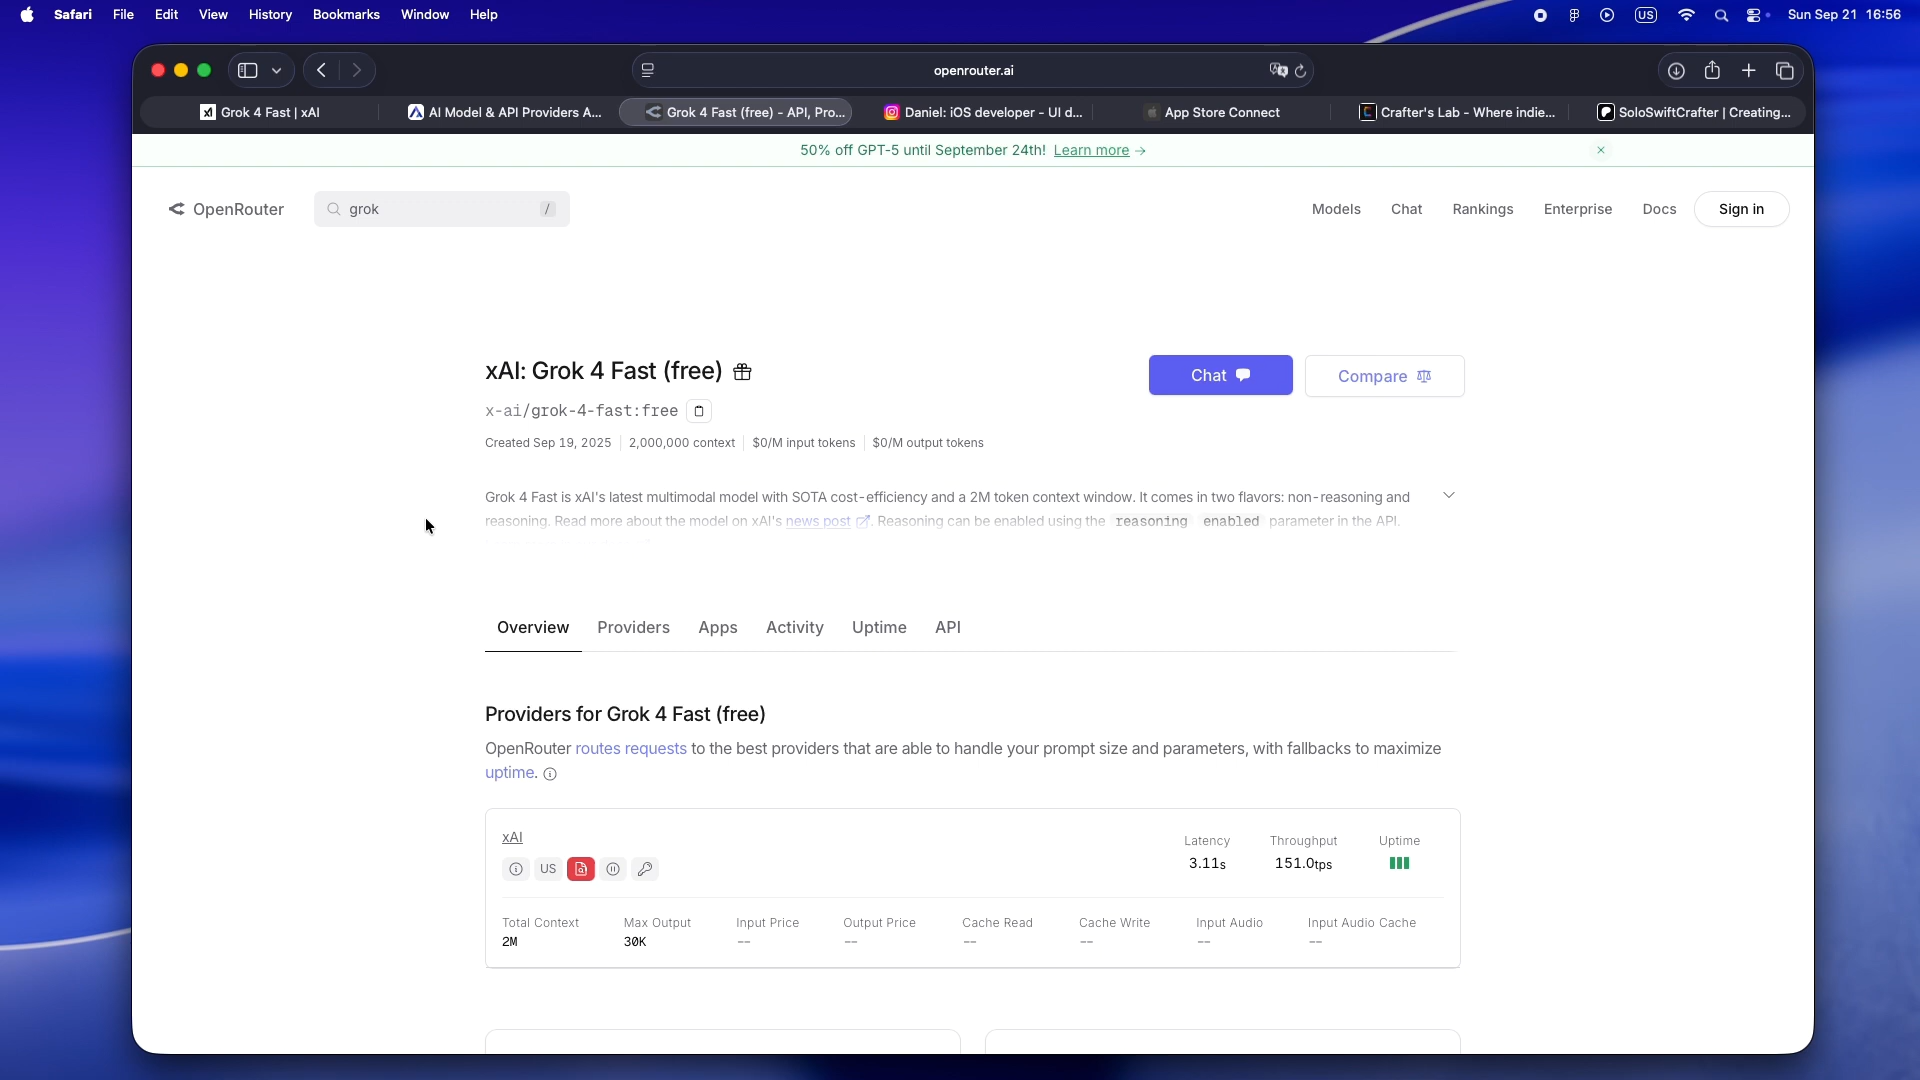 Safari File Edit View History Bookmarks Window Help US Sun Sep 21 16:56
openrouter.ai
Grok 4 Fast | xAI
AI Model & API Providers A...
Grok 4 Fast (free) - API, Pro...
Daniel: iOS developer - UI d...
App Store Connect
Crafter's Lab - Where indie...
SoloSwiftCrafter | Creating...
50% off GPT-5 until September 24th! Learn more →
OpenRouter
grok /
Models Chat Rankings Enterprise Docs Sign in
xAI: Grok 4 Fast (free)
Chat
Compare
x-ai/grok-4-fast:free
Created Sep 19, 2025 2,000,000 context $0/M input tokens $0/M output tokens
Grok 4 Fast is xAI's latest multimodal model with SOTA cost-efficiency and a 2M token context window. It comes in two flavors: non-reasoning and
reasoning. Read more about the model on xAI's news post. Reasoning can be enabled using the reasoning enabled parameter in the API.
Overview Providers Apps Activity Uptime API
Providers for Grok 4 Fast (free)
OpenRouter routes requests to the best providers that are able to handle your prompt size and parameters, with fallbacks to maximize
uptime.
xAI
US
Latency Throughput Uptime
3.11s 151.0tps
Total Context Max Output Input Price Output Price Cache Read Cache Write Input Audio Input Audio Cache
2M 30K -- -- -- -- -- --